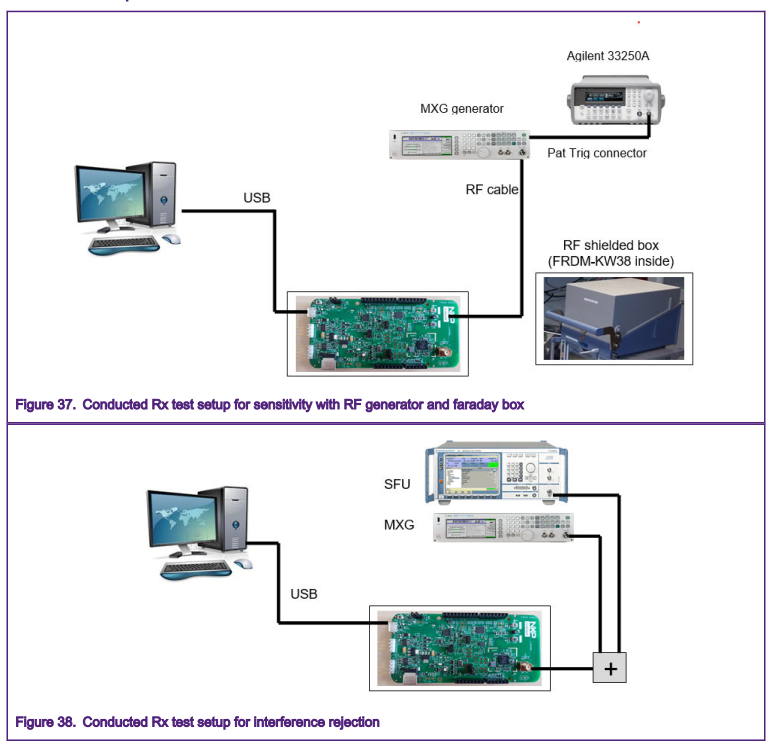 Agilent 33250A
MXG generator
Pat Trig connector
RF cable
USB
RF shielded box
(FRDM-KW38 inside)
NXP
Figure 37. Conducted Rx test setup for sensitivity with RF generator and faraday box
SFU
MXG
USB
NXP
+
Figure 38. Conducted Rx test setup for interference rejection